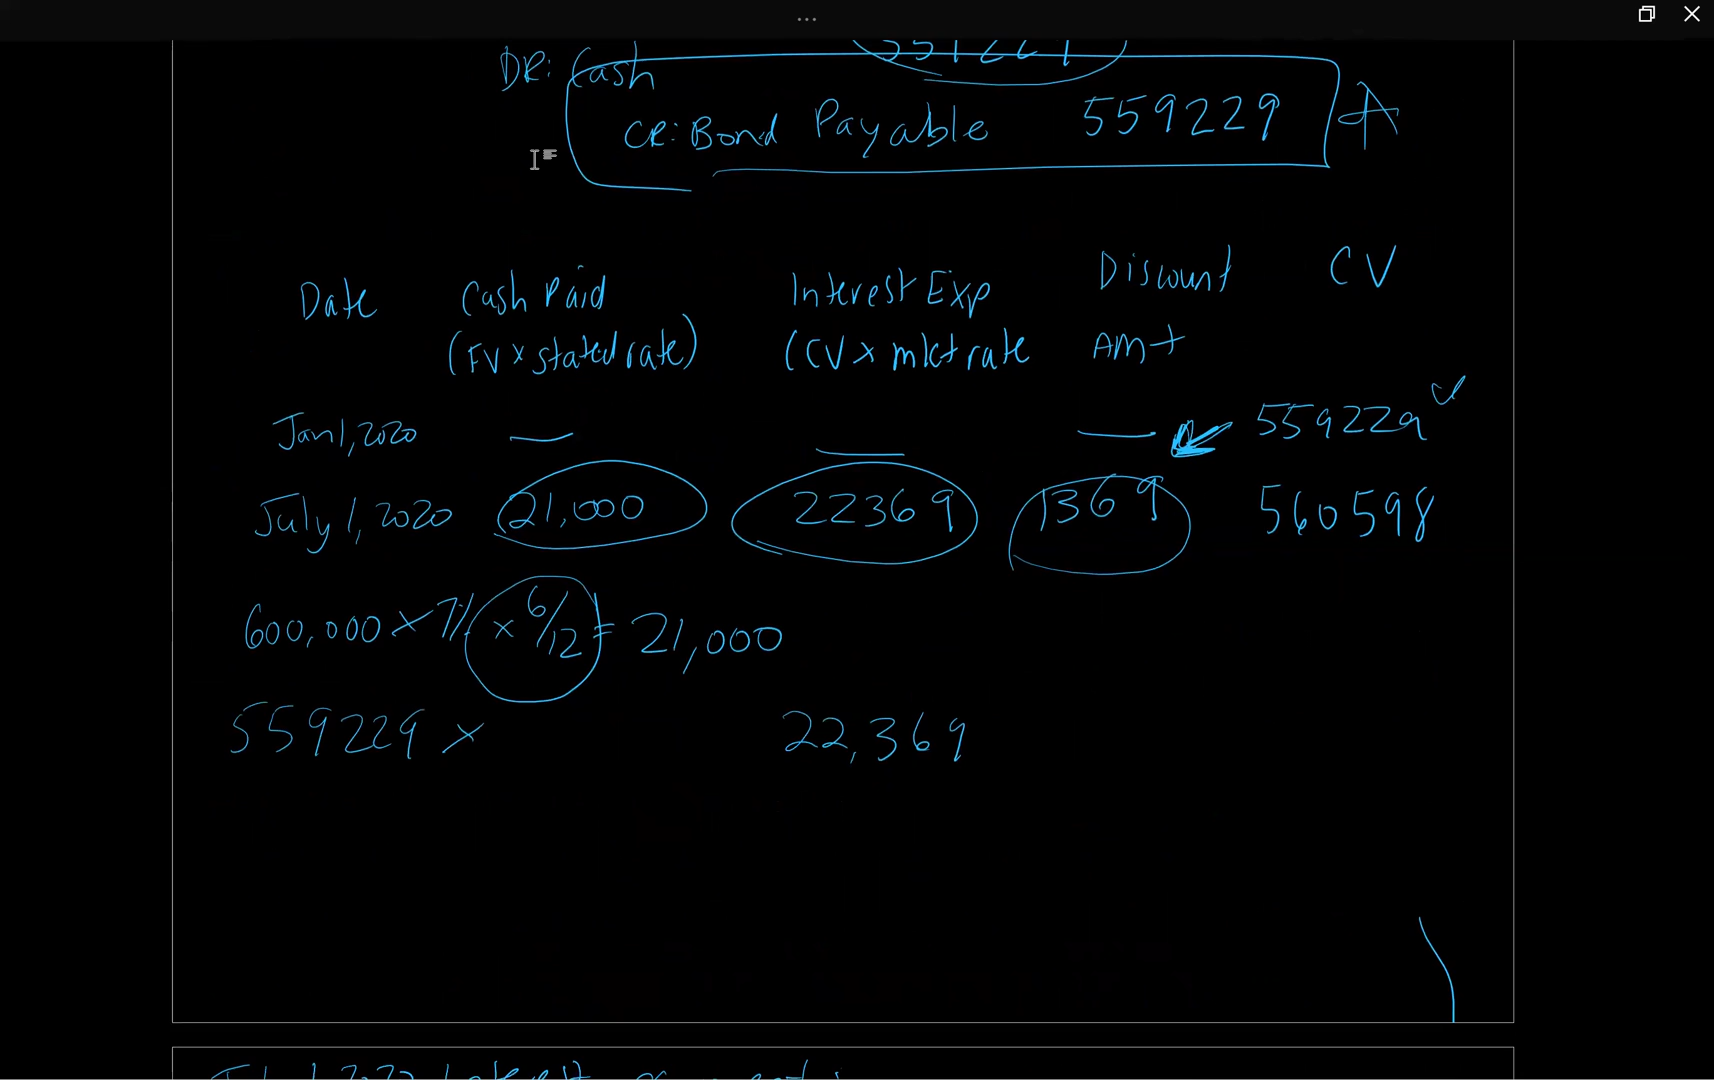 559229
DR: Cash
CR: Bond Payable 559229 A
Date Cash Paid Interest Exp Discount CV
(FV x stated rate) (CV x mkt rate AMT
Jan 1, 2020 — — — 559229 ✓
July 1, 2020 21,000 22369 1369 560598
600,000 x 7% x 6/12 = 21,000
559229 x 22,369